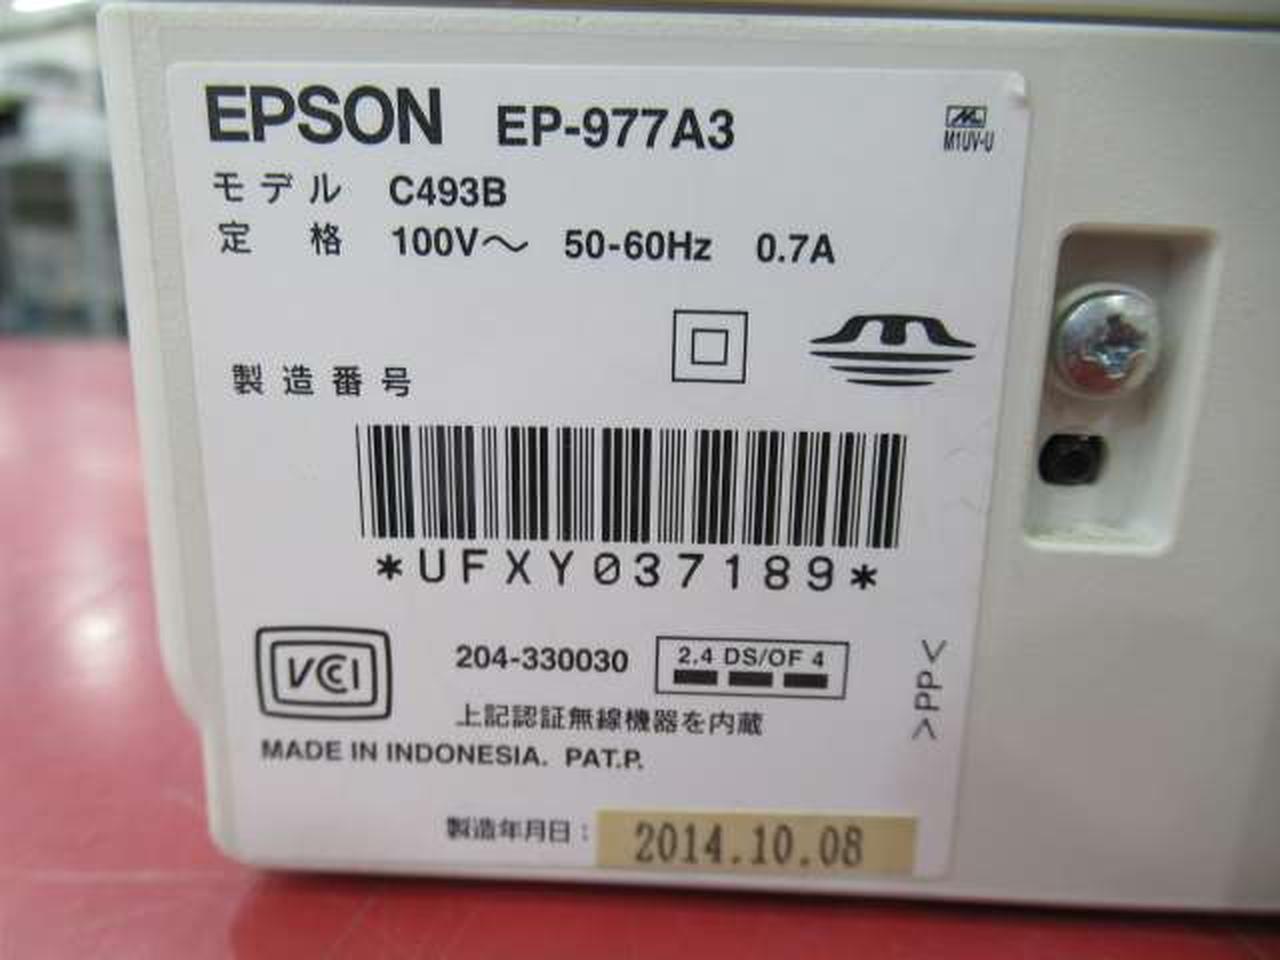 EPSON EP-977A3
M1UV-U
モデル C493B
定格 100V～ 50-60Hz 0.7A
製造番号
*UFXY037189*
VCCI
204-330030 2.4 DS/OF 4
上記認証無線機器を内蔵
>PP<
MADE IN INDONESIA. PAT.P.
製造年月日： 2014.10.08